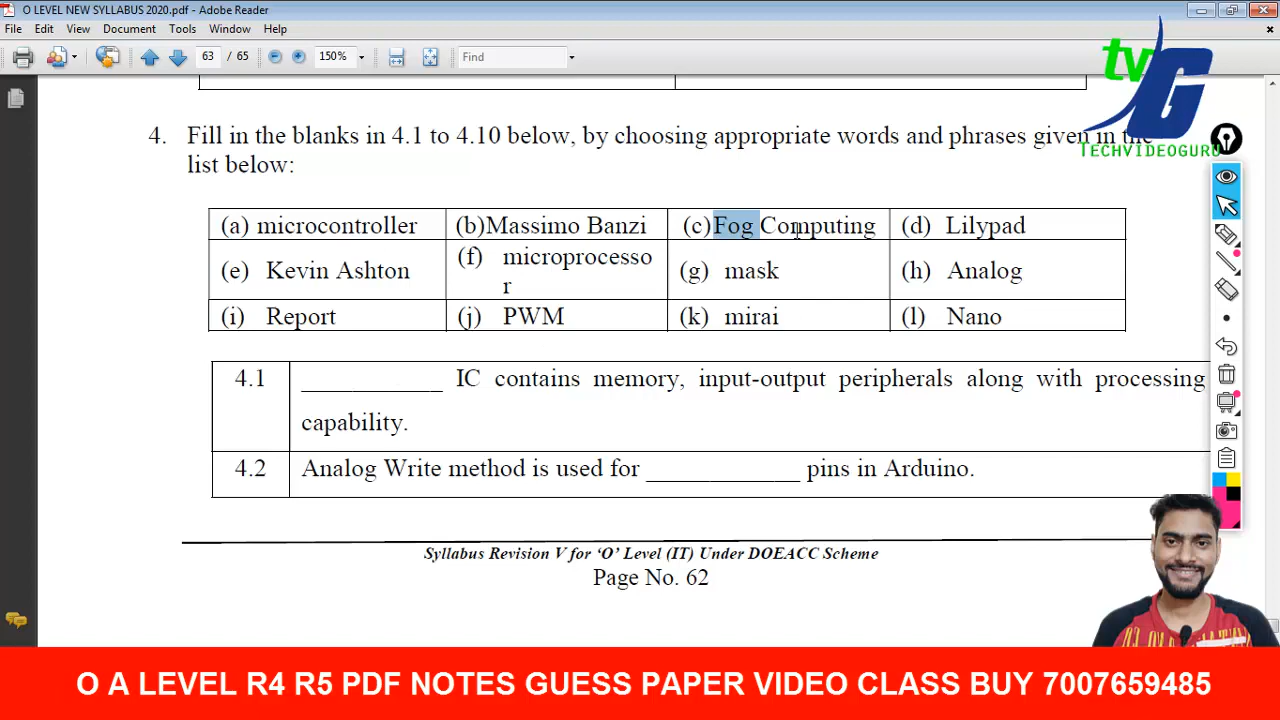 O LEVEL NEW SYLLABUS 2020.pdf - Adobe Reader
File Edit View Document Tools Window Help
63 / 65 150% Find
tv G
TECHVIDEOGURU
4. Fill in the blanks in 4.1 to 4.10 below, by choosing appropriate words and phrases given in the
list below:
(a) microcontroller (b)Massimo Banzi (c)Fog Computing (d) Lilypad
(e) Kevin Ashton (f) microprocesso
r (g) mask (h) Analog
(i) Report (j) PWM (k) mirai (l) Nano
4.1 ___________ IC contains memory, input-output peripherals along with processing
capability.
4.2 Analog Write method is used for ____________ pins in Arduino.
Syllabus Revision V for ‘O’ Level (IT) Under DOEACC Scheme
Page No. 62
O A LEVEL R4 R5 PDF NOTES GUESS PAPER VIDEO CLASS BUY 7007659485